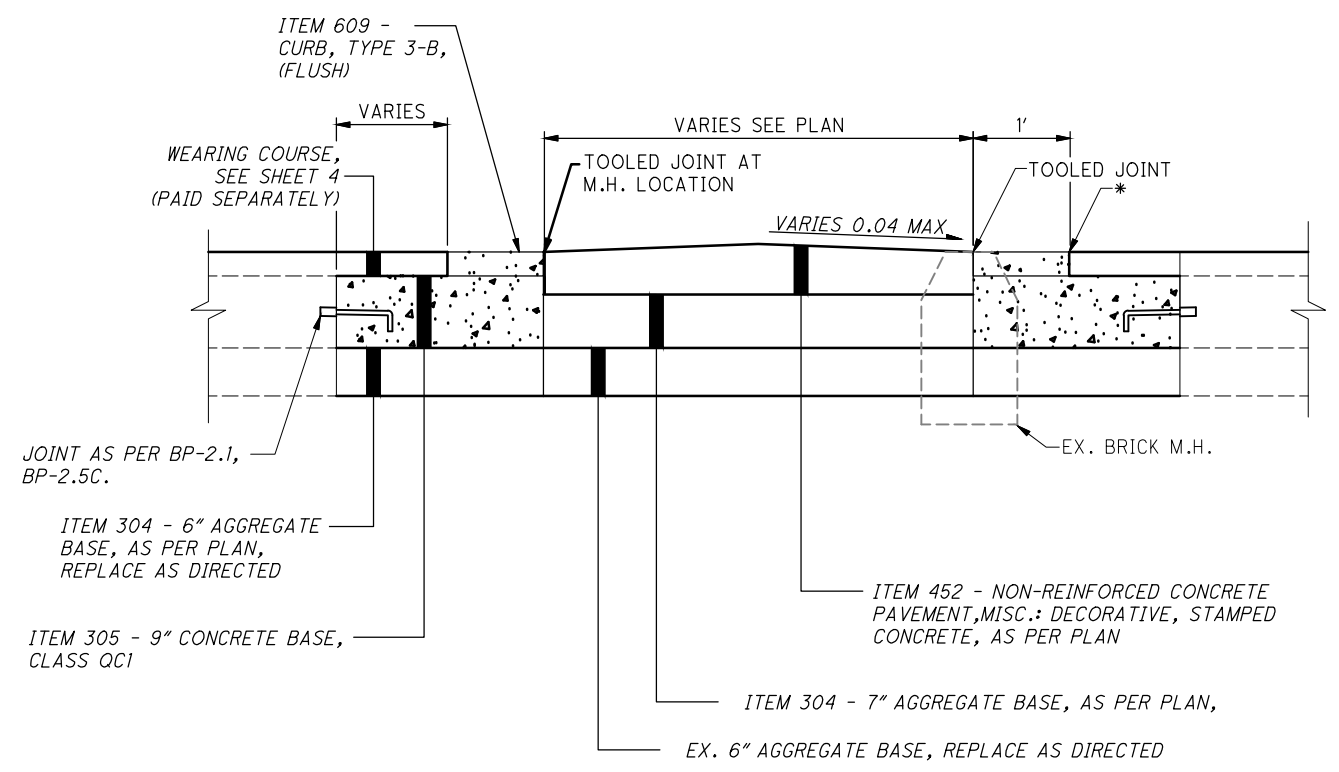 ITEM 609 -
CURB, TYPE 3-B,
(FLUSH)
VARIES
VARIES SEE PLAN
1'
WEARING COURSE,
SEE SHEET 4
(PAID SEPARATELY)
TOOLED JOINT AT
M.H. LOCATION
TOOLED JOINT
*
VARIES 0.04 MAX
EX. BRICK M.H.
JOINT AS PER BP-2.1,
BP-2.5C.
ITEM 304 - 6" AGGREGATE
BASE, AS PER PLAN,
REPLACE AS DIRECTED
ITEM 305 - 9" CONCRETE BASE,
CLASS QC1
ITEM 452 - NON-REINFORCED CONCRETE
PAVEMENT,MISC.: DECORATIVE, STAMPED
CONCRETE, AS PER PLAN
ITEM 304 - 7" AGGREGATE BASE, AS PER PLAN,
EX. 6" AGGREGATE BASE, REPLACE AS DIRECTED